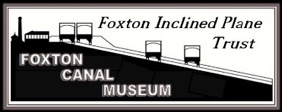 Foxton Inclined Plane
Trust
FOXTON
CANAL
MUSEUM